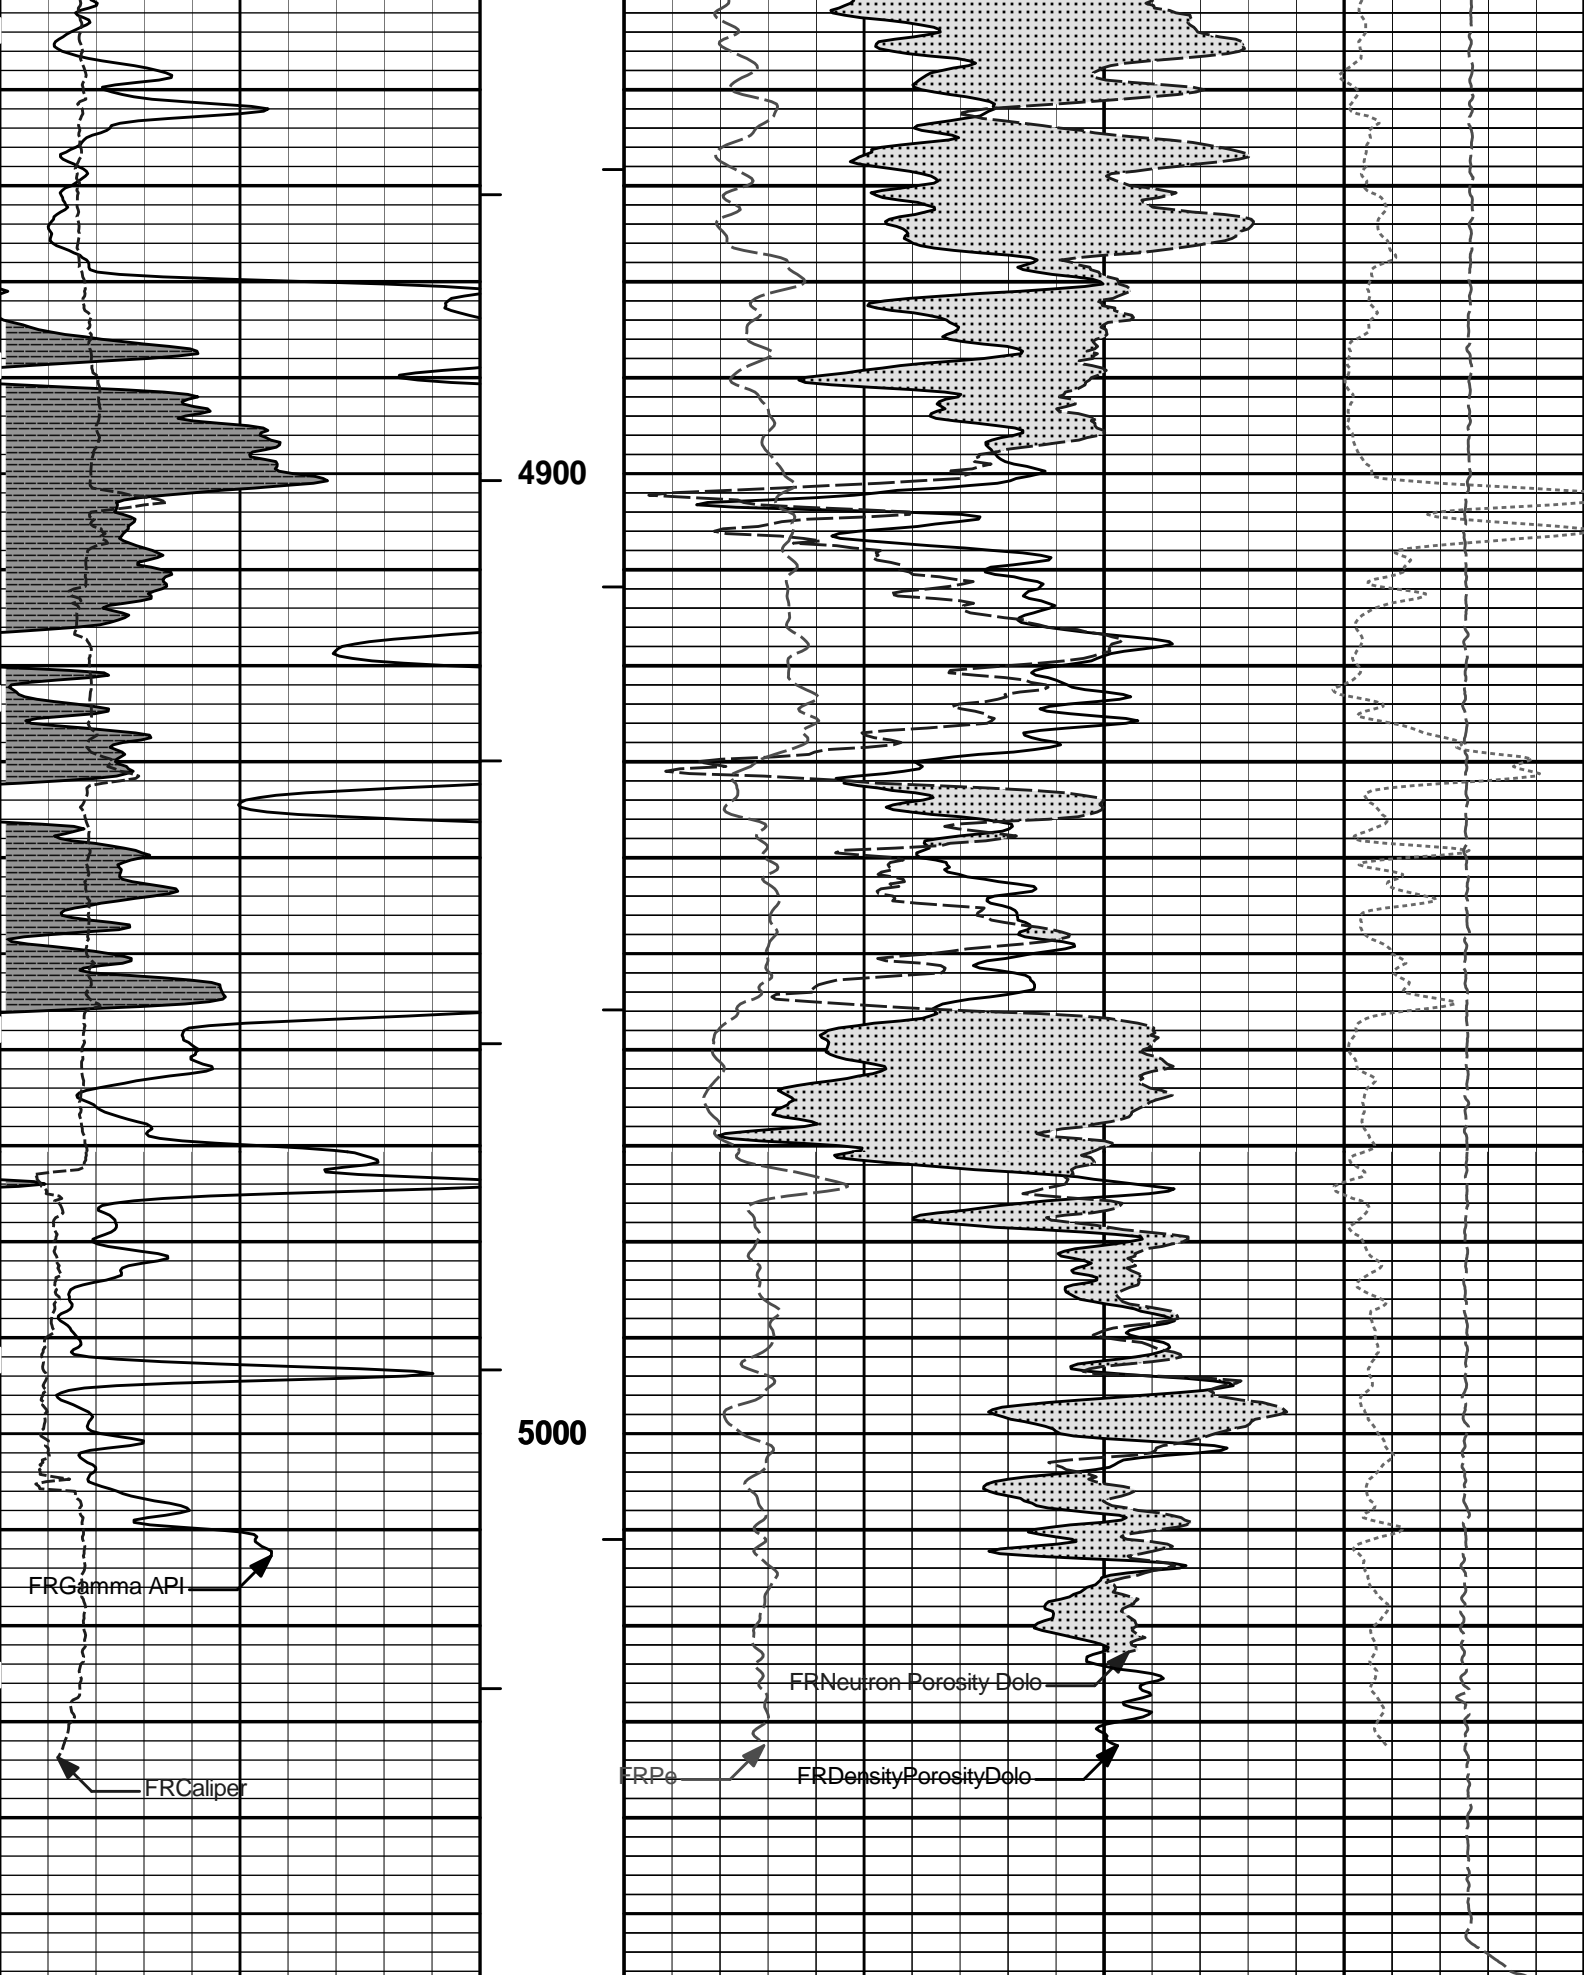 4900
5000
FRGamma API
FRNeutron Porosity Dolo
FRPe
FRDensityPorosityDolo
FRCaliper